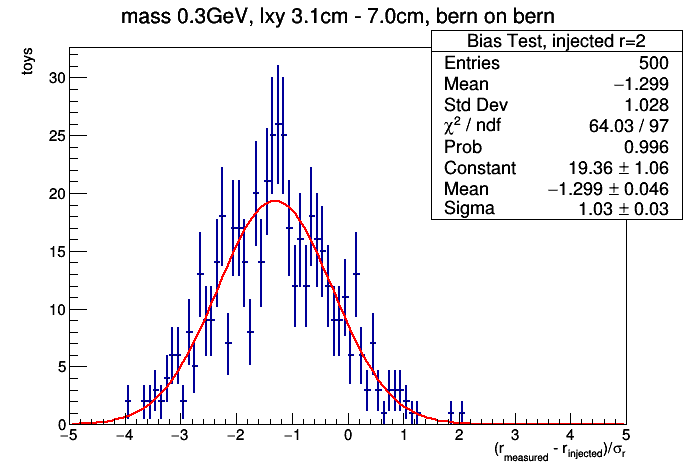 mass 0.3GeV, lxy 3.1cm - 7.0cm, bern on bern
Bias Test, injected r=2
Entries 500
Mean −1.299
Std Dev 1.028
χ² / ndf 64.03 / 97
Prob 0.996
Constant 19.36 ± 1.06
Mean −1.299 ± 0.046
Sigma 1.03 ± 0.03
toys
30
25
20
15
10
5
0
−5 −4 −3 −2 −1 0 1 2 3 4 5
(r_measured - r_injected)/σ_r